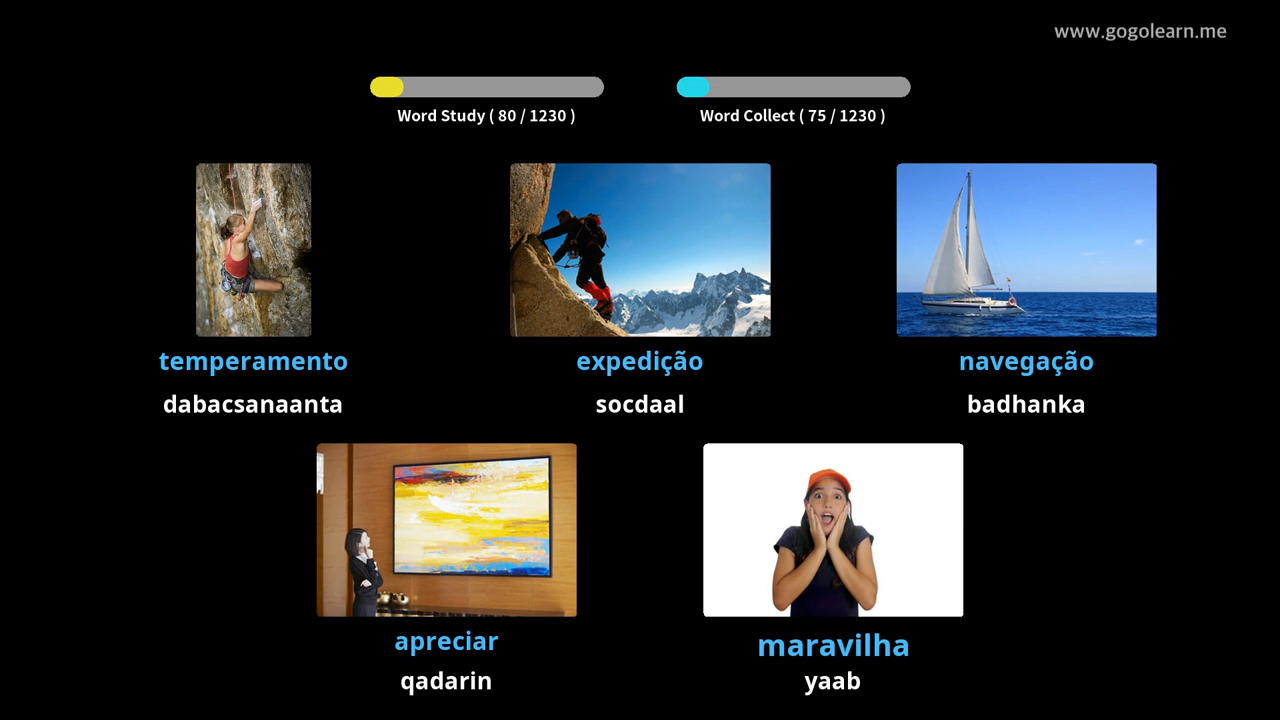 www.gogolearn.me
Word Study ( 80 / 1230 )
Word Collect ( 75 / 1230 )
temperamento
dabacsanaanta
expedição
socdaal
navegação
badhanka
apreciar
qadarin
maravilha
yaab